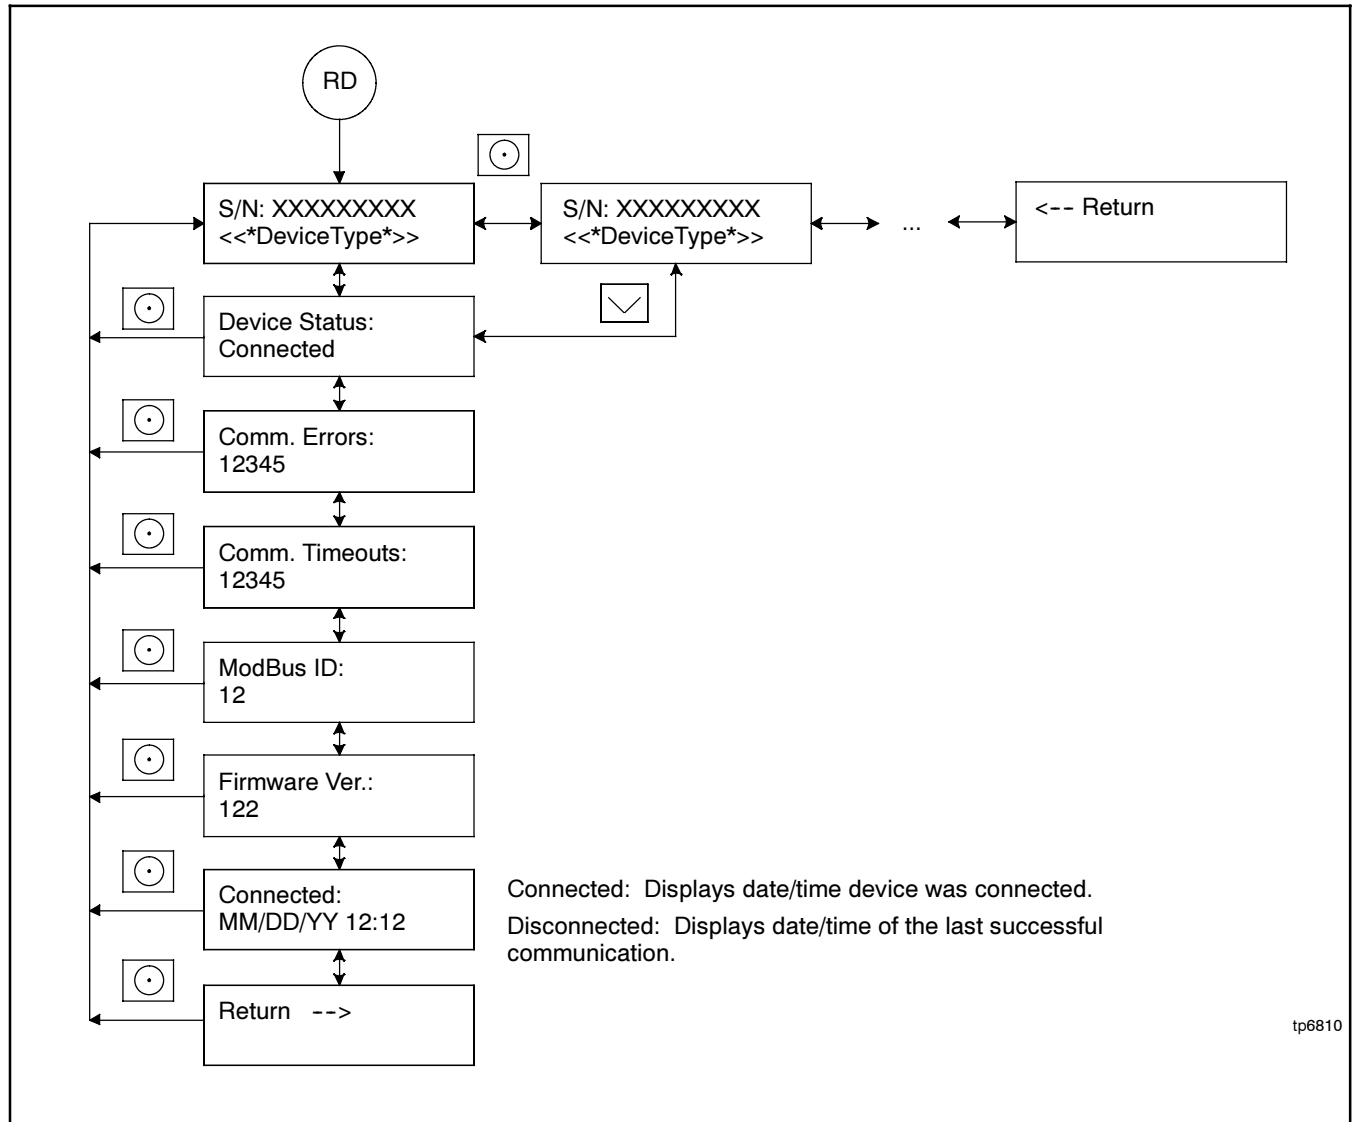 RD
S/N: XXXXXXXXX
<<*DeviceType*>>
S/N: XXXXXXXXX
<<*DeviceType*>>
...
<-- Return
Device Status:
Connected
Comm. Errors:
12345
Comm. Timeouts:
12345
ModBus ID:
12
Firmware Ver.:
122
Connected:
MM/DD/YY 12:12
Connected:  Displays date/time device was connected.
Disconnected:  Displays date/time of the last successful
communication.
Return   -->
tp6810